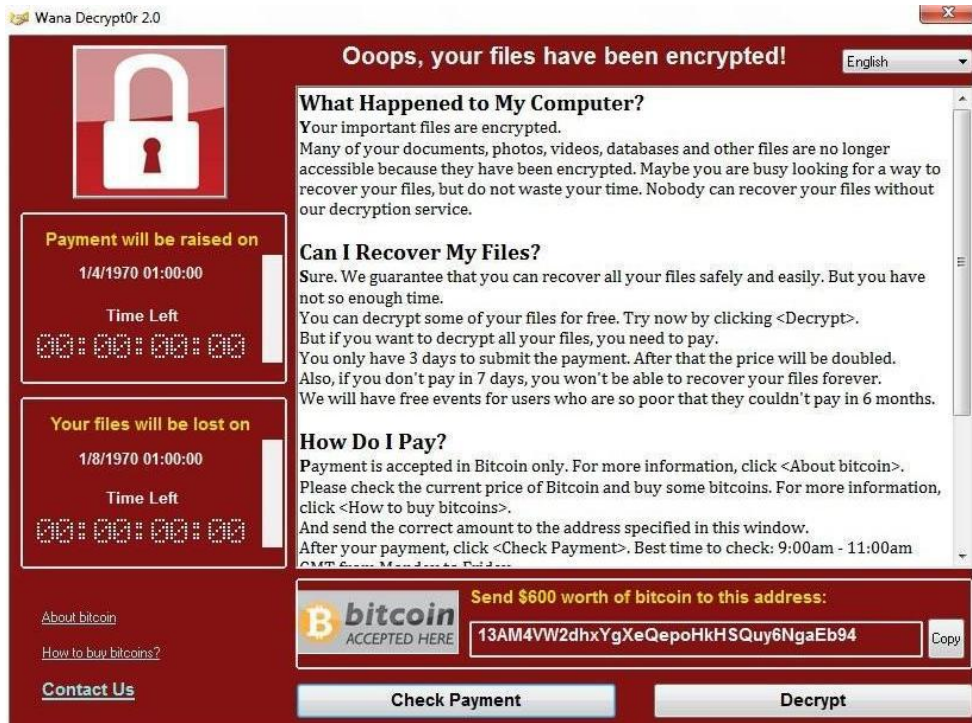 Wana Decrypt0r 2.0
Ooops, your files have been encrypted!
English
Payment will be raised on
1/4/1970 01:00:00
Time Left
00:00:00:00
Your files will be lost on
1/8/1970 01:00:00
Time Left
00:00:00:00
About bitcoin
How to buy bitcoins?
Contact Us
What Happened to My Computer?
Your important files are encrypted.
Many of your documents, photos, videos, databases and other files are no longer
accessible because they have been encrypted. Maybe you are busy looking for a way to
recover your files, but do not waste your time. Nobody can recover your files without
our decryption service.
Can I Recover My Files?
Sure. We guarantee that you can recover all your files safely and easily. But you have
not so enough time.
You can decrypt some of your files for free. Try now by clicking <Decrypt>.
But if you want to decrypt all your files, you need to pay.
You only have 3 days to submit the payment. After that the price will be doubled.
Also, if you don't pay in 7 days, you won't be able to recover your files forever.
We will have free events for users who are so poor that they couldn't pay in 6 months.
How Do I Pay?
Payment is accepted in Bitcoin only. For more information, click <About bitcoin>.
Please check the current price of Bitcoin and buy some bitcoins. For more information,
click <How to buy bitcoins>.
And send the correct amount to the address specified in this window.
After your payment, click <Check Payment>. Best time to check: 9:00am - 11:00am
GMT from Monday to Friday.
bitcoin
ACCEPTED HERE
Send $600 worth of bitcoin to this address:
13AM4VW2dhxYgXeQepoHkHSQuy6NgaEb94
Copy
Check Payment
Decrypt